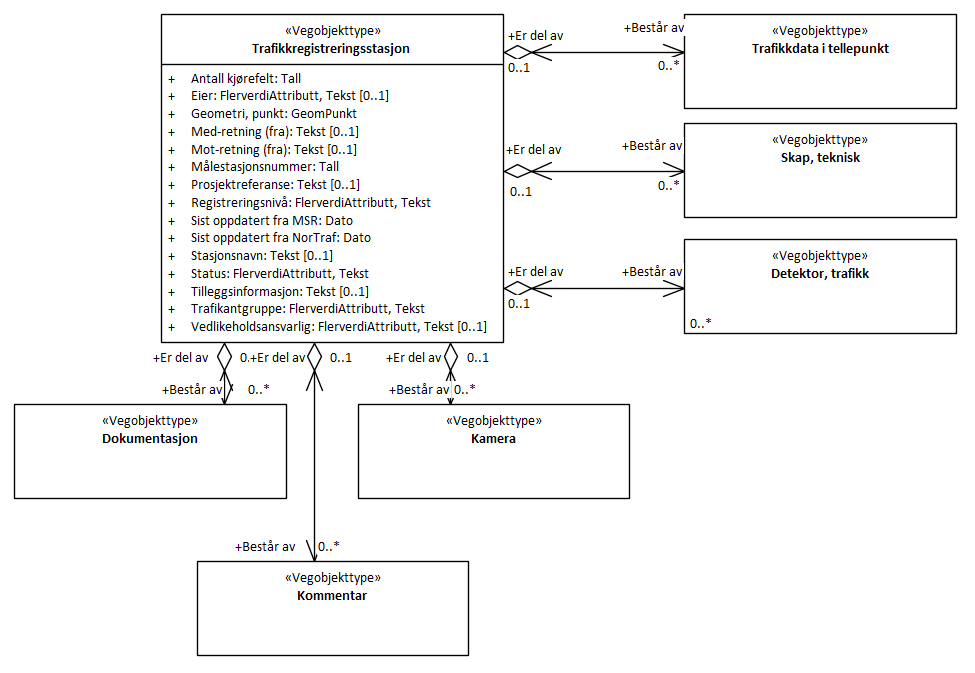 «Vegobjekttype»
Trafikkregistreringsstasjon
+ Antall kjørefelt: Tall
+ Eier: FlerverdiAttributt, Tekst [0..1]
+ Geometri, punkt: GeomPunkt
+ Med-retning (fra): Tekst [0..1]
+ Mot-retning (fra): Tekst [0..1]
+ Målestasjonsnummer: Tall
+ Prosjektreferanse: Tekst [0..1]
+ Registreringsnivå: FlerverdiAttributt, Tekst
+ Sist oppdatert fra MSR: Dato
+ Sist oppdatert fra NorTraf: Dato
+ Stasjonsnavn: Tekst [0..1]
+ Status: FlerverdiAttributt, Tekst
+ Tilleggsinformasjon: Tekst [0..1]
+ Trafikantgruppe: FlerverdiAttributt, Tekst
+ Vedlikeholdsansvarlig: FlerverdiAttributt, Tekst [0..1]
+Er del av
0..1
+Består av
0..*
«Vegobjekttype»
Trafikkdata i tellepunkt
+Er del av
0..1
+Består av
0..*
«Vegobjekttype»
Skap, teknisk
+Er del av
0..1
+Består av
0..*
«Vegobjekttype»
Detektor, trafikk
+Er del av
0..
+Består av
0..*
«Vegobjekttype»
Dokumentasjon
+Er del av
0..1
+Består av
0..*
«Vegobjekttype»
Kommentar
+Er del av
0..1
+Består av
0..*
«Vegobjekttype»
Kamera